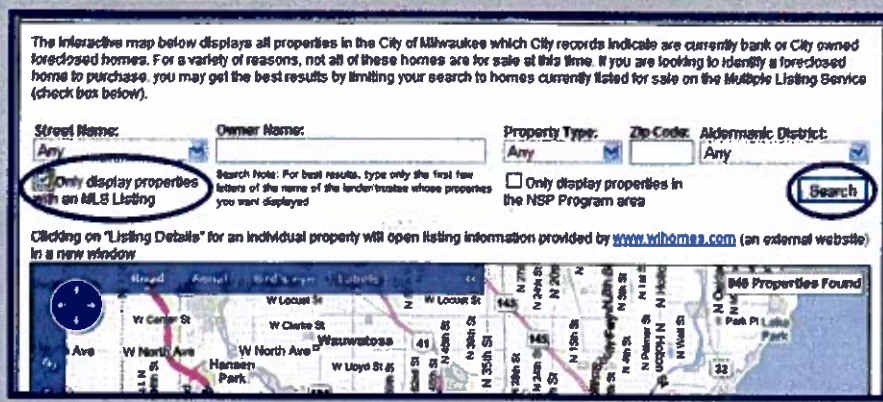 The interactive map below displays all properties in the City of Milwaukee which City records indicate are currently bank or City owned
foreclosed homes. For a variety of reasons, not all of these homes are for sale at this time. If you are looking to identify a foreclosed
home to purchase, you may get the best results by limiting your search to homes currently listed for sale on the Multiple Listing Service
(check box below).
Street Name: Owner Name: Property Type: Zip Code: Aldermanic District:
Any Any Any
Only display properties
with an MLS Listing
Search Note: For best results, type only the first few
letters of the name of the lender/trustee whose properties
you want displayed
Only display properties in
the NSP Program area
Search
Clicking on "Listing Details" for an individual property will open listing information provided by www.wihomes.com (an external website)
in a new window
Road Aerial Bird's eye Labels <<
846 Properties Found
W Locust St W Locust St 145
W Center St W Clarke St
W North Ave W North Ave Wauwatosa 41 145
Hansen
Park
W Lloyd St
N 35th St
Park Pl Lake
Park
32